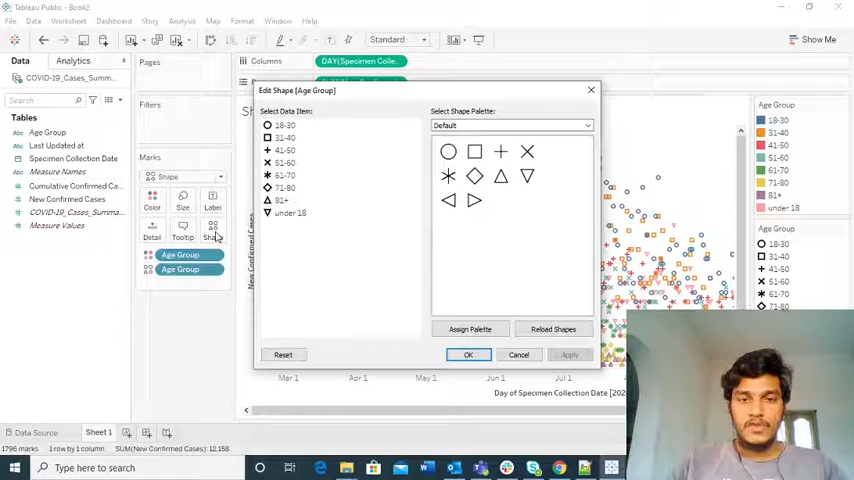 Tableau Public - Book2
File Data Worksheet Dashboard Story Analysis Map Format Window Help
Standard
Show Me
Data Analytics
COVID-19_Cases_Summ...
Search
Abc Age Group
Abc Last Updated at
Specimen Collection Date
Abc Measure Names
Cumulative Confirmed Ca...
New Confirmed Cases
COVID-19_Cases_Summa...
Measure Values
Pages
Filters
Marks
Shape
Color Size Label
Detail Tooltip
Age Group
Age Group
Columns DAY(Specimen Collec..
Edit Shape [Age Group]
Select Data Item:
18-30
31-40
41-50
51-60
61-70
71-80
81+
under 18
Select Shape Palette:
Default
Assign Palette Reload Shapes
Reset OK Cancel Apply
New Confirmed Cases
Mar 1 Apr 1 May 1 Jun 1 Jul 1
Day of Specimen Collection Date [202
Age Group
18-30
31-40
41-50
51-60
61-70
71-80
81+
under 18
Age Group
18-30
31-40
41-50
51-60
61-70
71-80
Data Source Sheet 1
1796 marks 1 row by 1 column SUM(New Confirmed Cases): 12,158
Type here to search